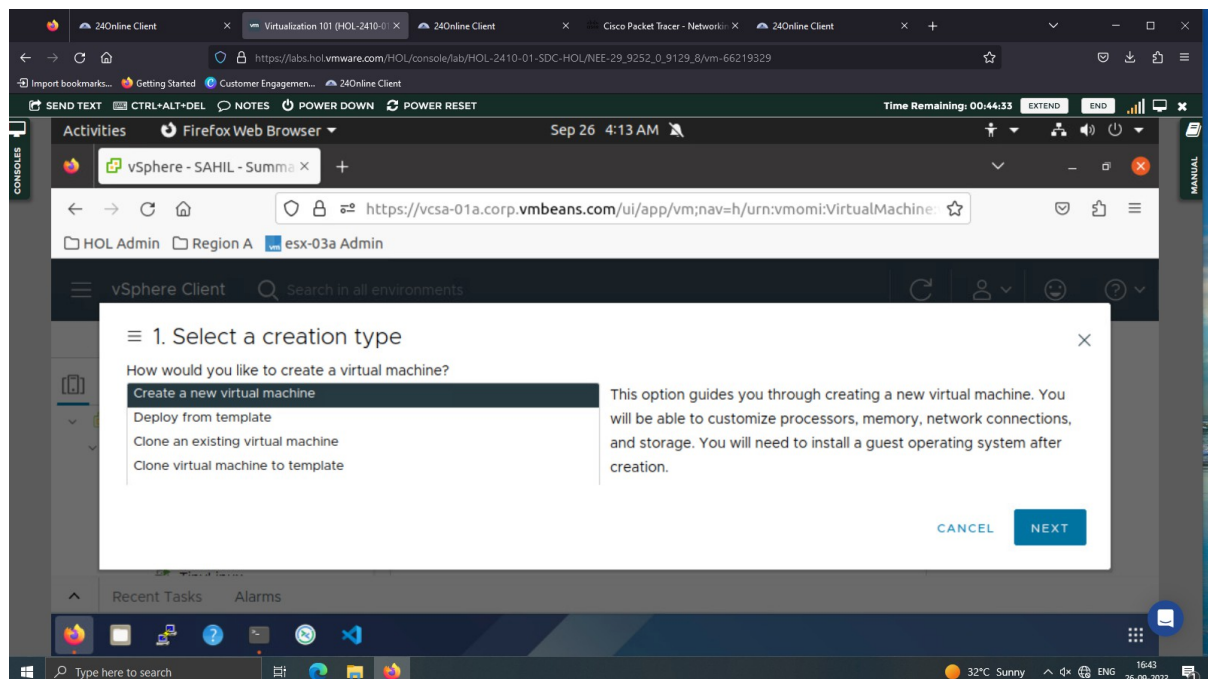 24Online Client
Virtualization 101 (HOL-2410-01
24Online Client
Cisco Packet Tracer - Networkin
24Online Client
https://labs.hol.vmware.com/HOL/console/lab/HOL-2410-01-SDC-HOL/NEE-29_9252_0_9129_8/vm-66219329
Import bookmarks... Getting Started Customer Engagemen... 24Online Client
SEND TEXT CTRL+ALT+DEL NOTES POWER DOWN POWER RESET Time Remaining: 00:44:33 EXTEND END
CONSOLES
MANUAL
Activities Firefox Web Browser Sep 26 4:13 AM
vSphere - SAHIL - Summa
https://vcsa-01a.corp.vmbeans.com/ui/app/vm;nav=h/urn:vmomi:VirtualMachine:
HOL Admin Region A esx-03a Admin
vSphere Client Search in all environments
1. Select a creation type
How would you like to create a virtual machine?
Create a new virtual machine
Deploy from template
Clone an existing virtual machine
Clone virtual machine to template
This option guides you through creating a new virtual machine. You
will be able to customize processors, memory, network connections,
and storage. You will need to install a guest operating system after
creation.
CANCEL NEXT
Recent Tasks Alarms
Type here to search
32°C Sunny ENG 16:43